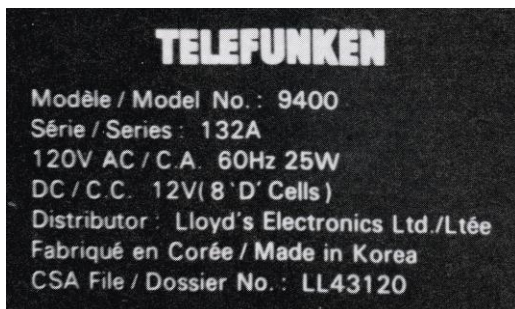 TELEFUNKEN
Modèle / Model No. : 9400
Série / Series : 132A
120V AC / C.A. 60Hz 25W
DC / C.C. 12V( 8 `D´ Cells )
Distributor : Lloyd's Electronics Ltd./Ltée
Fabriqué en Corée / Made in Korea
CSA File / Dossier No. : LL43120